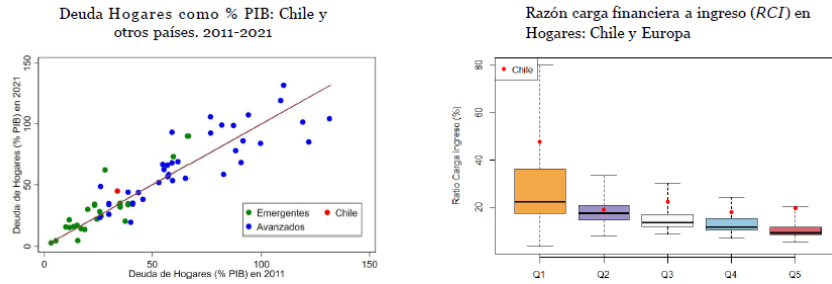 Deuda Hogares como % PIB: Chile y
otros países. 2011-2021
Deudas de Hogares (% PIB) en 2021
150
100
50
0
Emergentes
Chile
Avanzados
0
50
100
150
Deuda de Hogares (% PIB) en 2011
Razón carga financiera a ingreso (RCI) en
Hogares: Chile y Europa
Ratio Carga Ingreso (%)
80
60
40
20
Chile
Q1
Q2
Q3
Q4
Q5